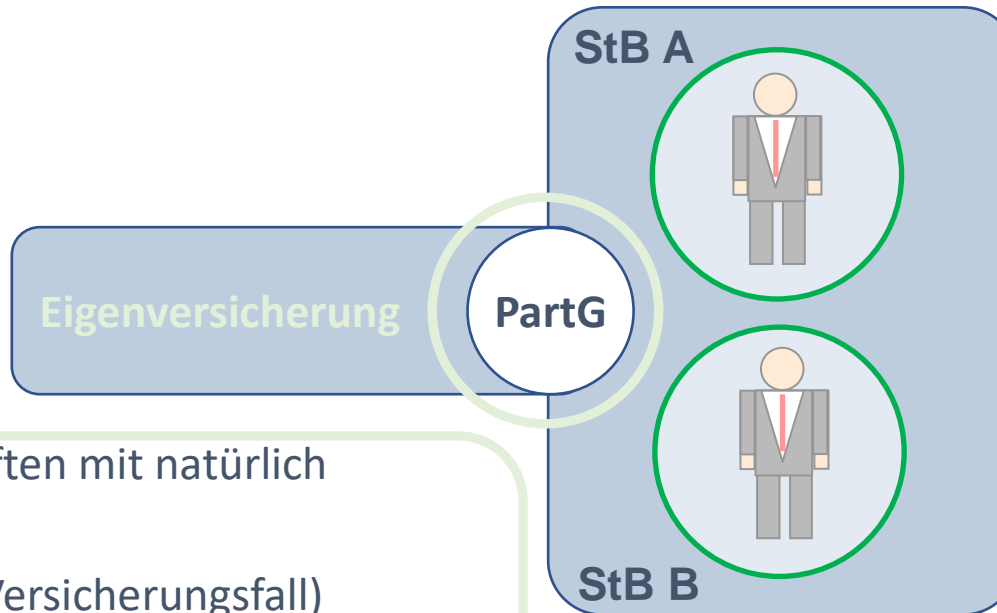 StB A
Eigenversicherung
PartG
ften mit natürlich
Versicherungsfall)
StB B